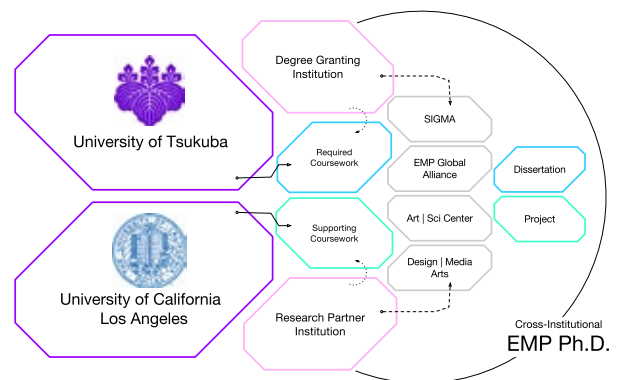 Degree Granting
Institution
University of Tsukuba
SIGMA
Required
Coursework
EMP Global
Alliance
Dissertation
Supporting
Coursework
Art | Sci Center
Project
Design | Media
Arts
University of California
Los Angeles
Research Partner
Institution
Cross-Institutional
EMP Ph.D.